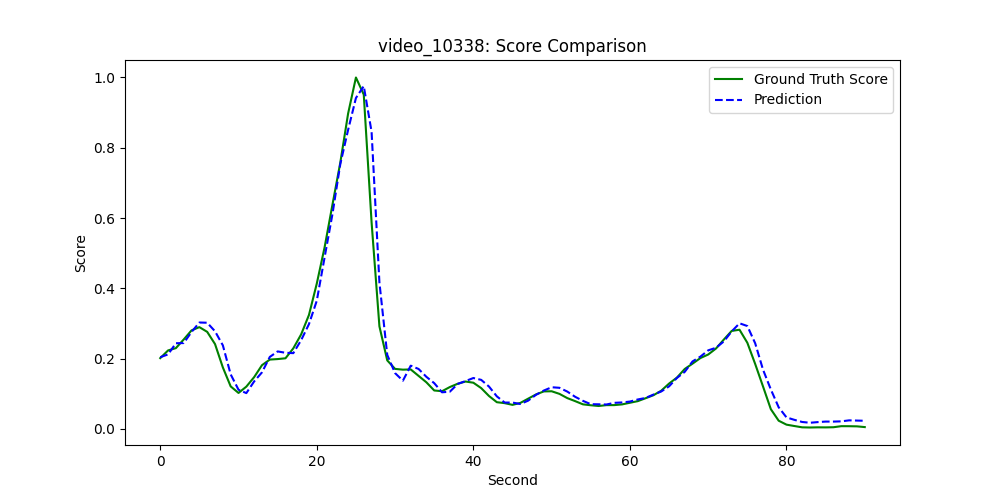 video_10338: Score Comparison
Ground Truth Score
Prediction
1.0
0.8
0.6
0.4
0.2
0.0
Score
0 20 40 60 80
Second